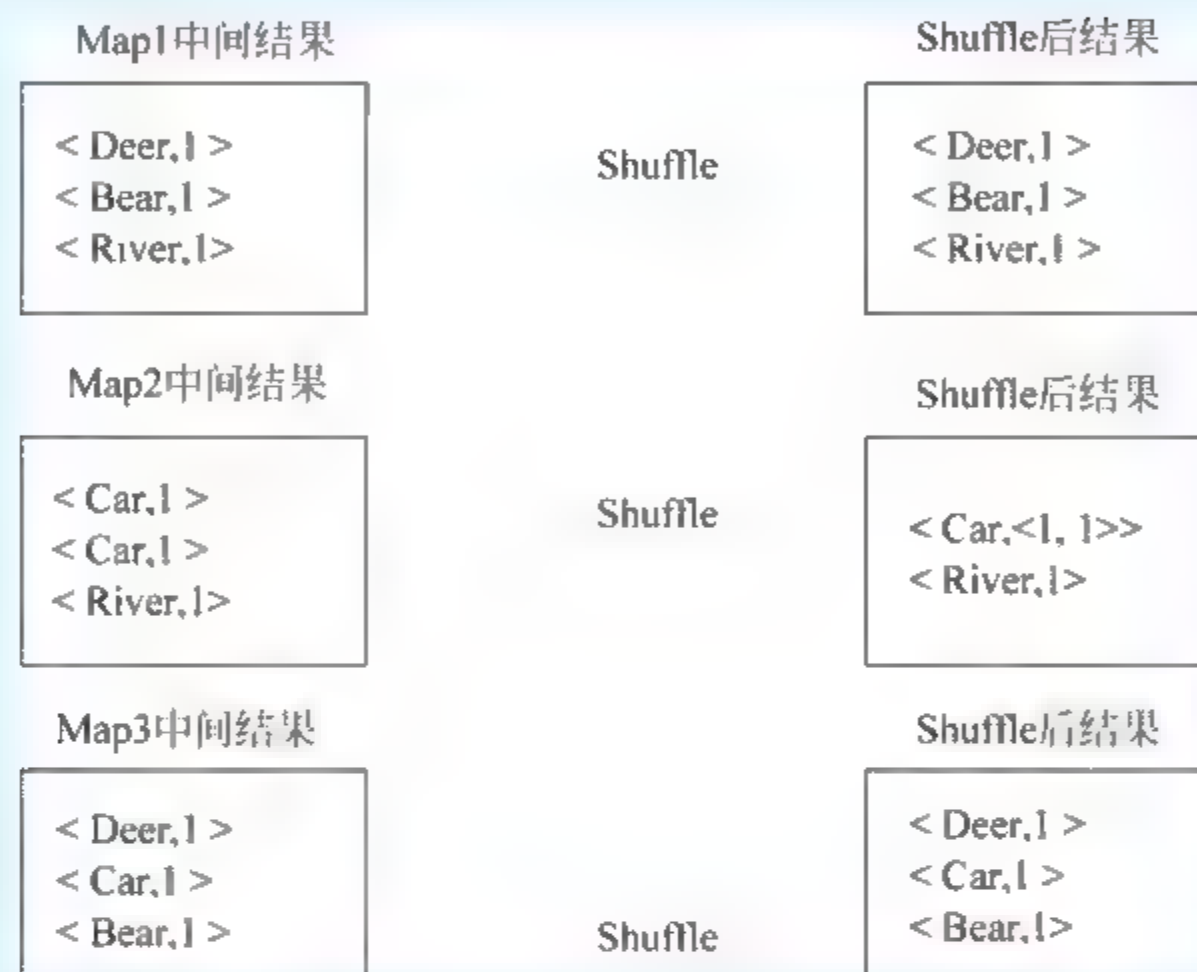 Map1中间结果
Shuffle后结果
< Deer,1 >
< Bear,1 >
< River,1>
Shuffle
< Deer,1 >
< Bear,1 >
< River,1 >
Map2中间结果
Shuffle后结果
< Car,1 >
< Car,1 >
< River,1>
Shuffle
< Car,<1, 1>>
< River,1>
Map3中间结果
Shuffle后结果
< Deer,1 >
< Car,1 >
< Bear,1 >
Shuffle
< Deer,1 >
< Car,1 >
< Bear,1>